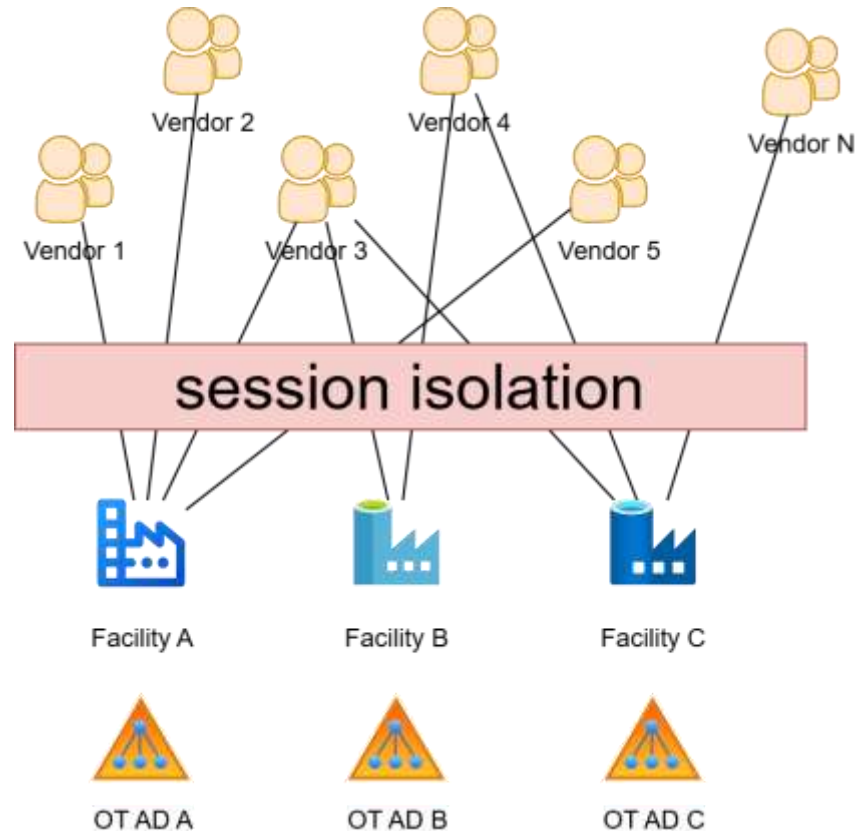 Vendor 2
Vendor 4
Vendor N
Vendor 1
Vendor 3
Vendor 5
session isolation
Facility A
Facility B
Facility C
OT AD A
OT AD B
OT AD C